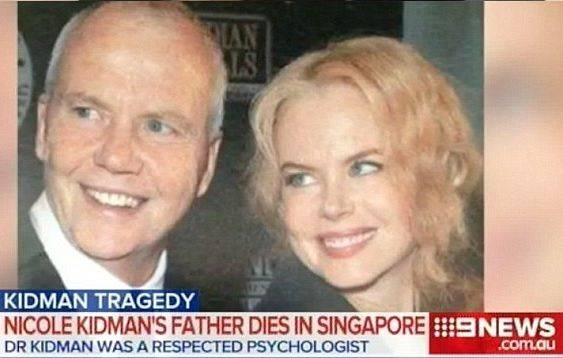 KIDMAN TRAGEDY
NICOLE KIDMAN'S FATHER DIES IN SINGAPORE
DR KIDMAN WAS A RESPECTED PSYCHOLOGIST
9NEWS
.com.au